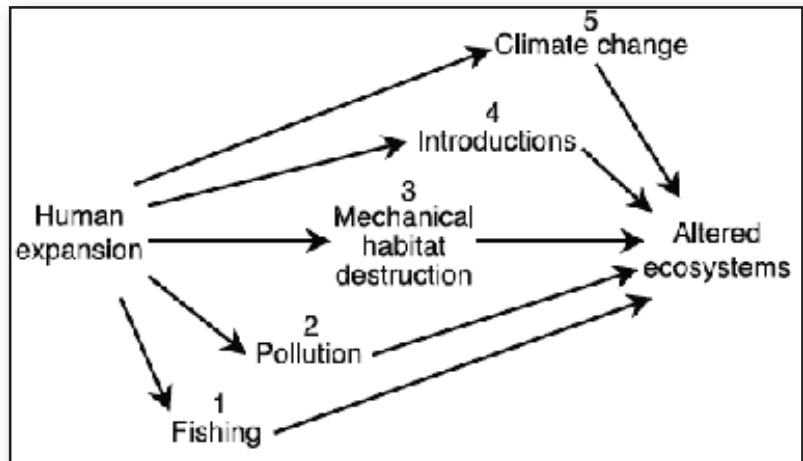 5
Climate change
4
Introductions
3
Mechanical
habitat
destruction
Human
expansion
Altered
ecosystems
2
Pollution
1
Fishing